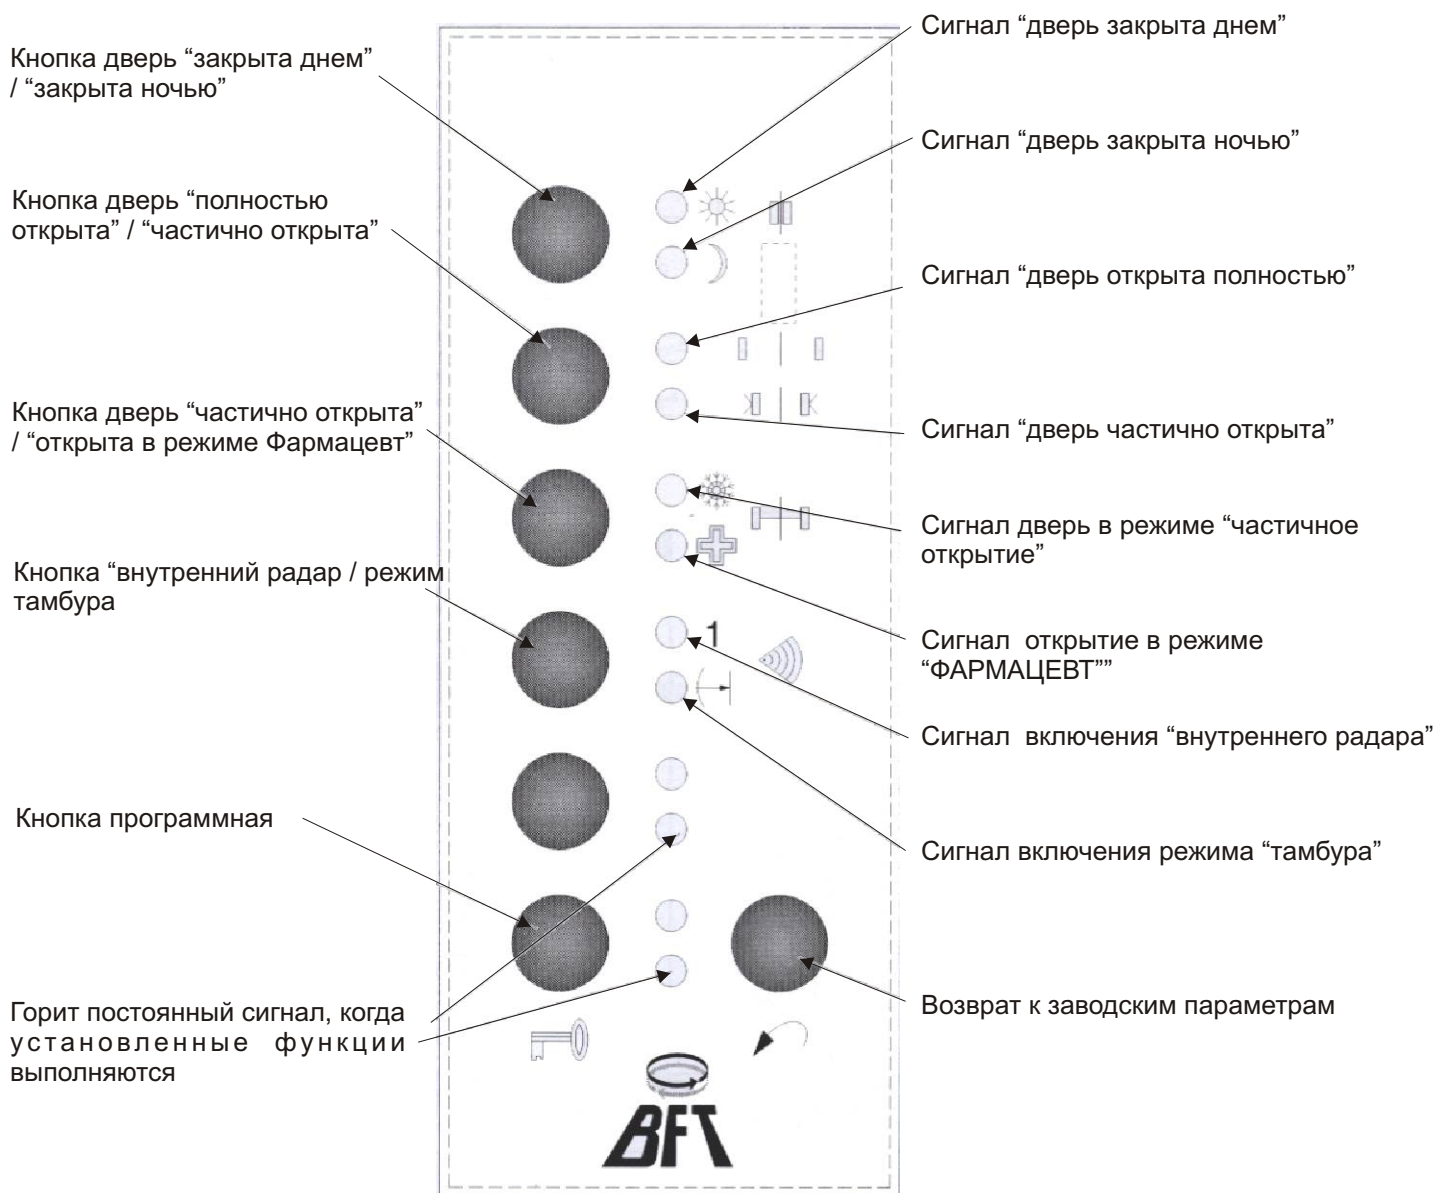 Кнопка дверь “закрыта днем”
/ “закрыта ночью”
Кнопка дверь “полностью
открыта” / “частично открыта”
Кнопка дверь “частично открыта”
/ “открыта в режиме Фармацевт”
Кнопка “внутренний радар / режим
тамбура
Кнопка программная
Горит постоянный сигнал, когда
установленные функции
выполняются
1
BFT
Сигнал “дверь закрыта днем”
Сигнал “дверь закрыта ночью”
Сигнал “дверь открыта полностью”
Сигнал “дверь частично открыта”
Сигнал дверь в режиме “частичное
открытие”
Сигнал открытие в режиме
“ФАРМАЦЕВТ””
Сигнал включения “внутреннего радара”
Сигнал включения режима “тамбура”
Возврат к заводским параметрам